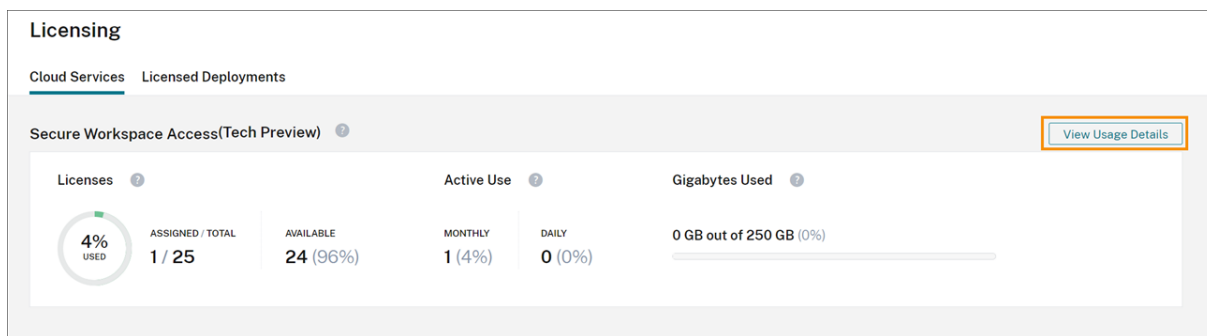 Licensing
Cloud Services Licensed Deployments
Secure Workspace Access(Tech Preview) ?
View Usage Details
Licenses ?
Active Use ?
Gigabytes Used ?
4%
USED
ASSIGNED / TOTAL
1 / 25
AVAILABLE
24 (96%)
MONTHLY
1 (4%)
DAILY
0 (0%)
0 GB out of 250 GB (0%)